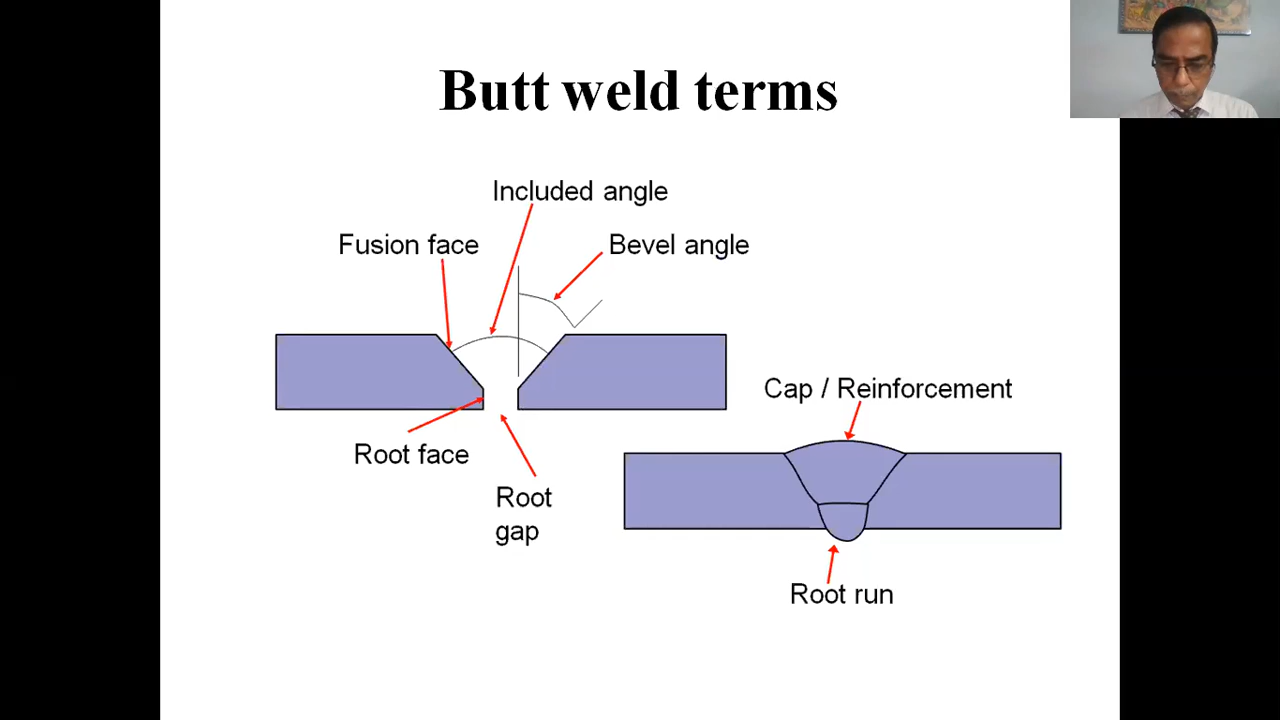 Butt weld terms
Included angle
Fusion face
Bevel angle
Cap / Reinforcement
Root face
Root
gap
Root run